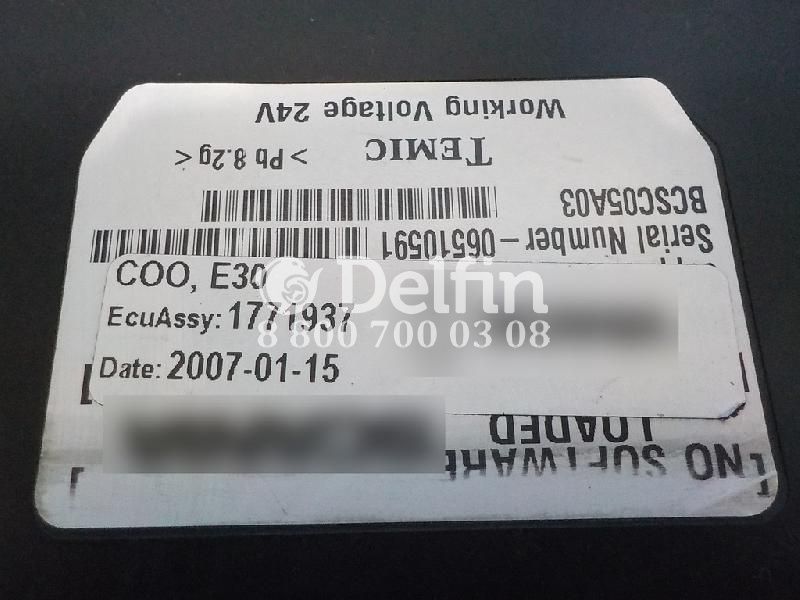 Working Voltage 24V
TEMIC
> Pb 8.2g <
BCSC05A03
Serial Number – 06510591
COO, E30
EcuAssy: 1771937
Date: 2007-01-15
Delfin
8 800 700 03 08
[NO SOFTWARE
LOADED